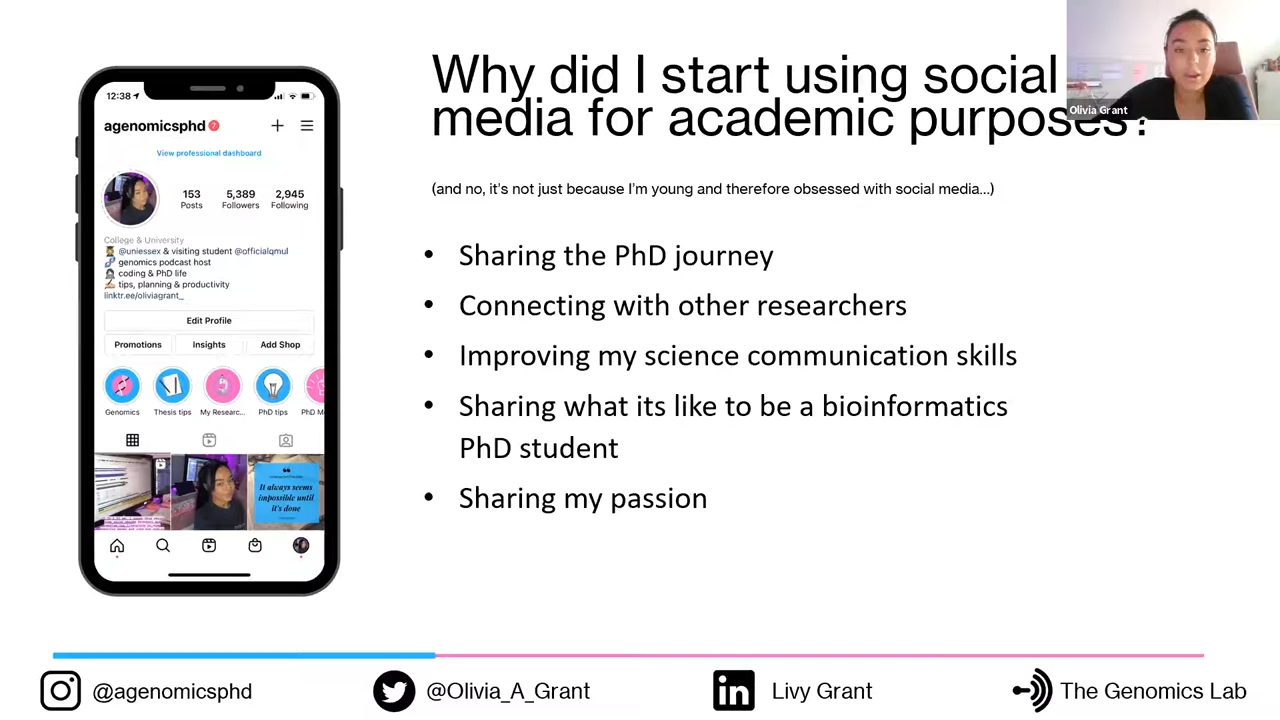 Why did I start using social
media for academic purposes?
Olivia Grant
(and no, it's not just because I'm young and therefore obsessed with social media...)
• Sharing the PhD journey
• Connecting with other researchers
• Improving my science communication skills
• Sharing what its like to be a bioinformatics
PhD student
• Sharing my passion
12:38
agenomicsphd 7
View professional dashboard
153 5,389 2,945
Posts Followers Following
College & University
@uniessex & visiting student @officialqmul
genomics podcast host
coding & PhD life
tips, planning & productivity
linktr.ee/oliviagrant_
Edit Profile
Promotions Insights Add Shop
Genomics Thesis tips My Researc... PhD tips PhD M
It always seems
impossible until
it's done
@agenomicsphd
@Olivia_A_Grant
in Livy Grant
The Genomics Lab